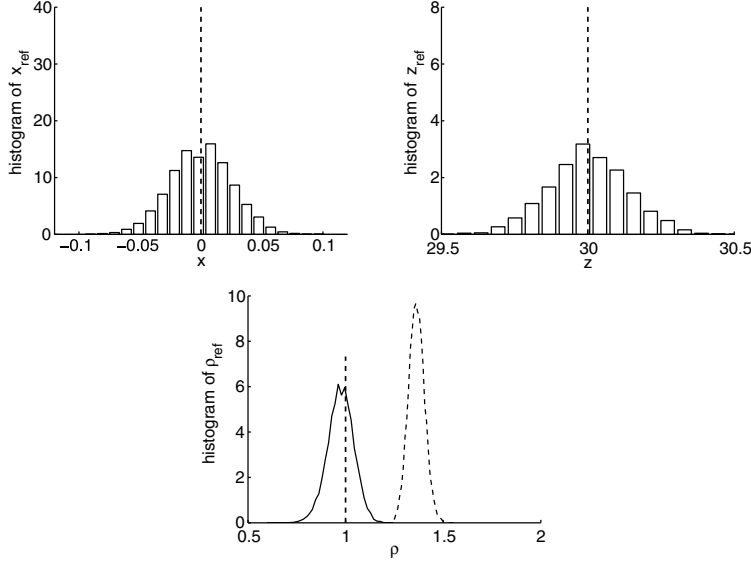 40
30
20
10
0
histogram of x_ref
−0.1 −0.05 0 0.05 0.1
x
8
6
4
2
0
histogram of z_ref
29.5 30 30.5
z
10
8
6
4
2
0
histogram of ρ_ref
0.5 1 1.5 2
ρ